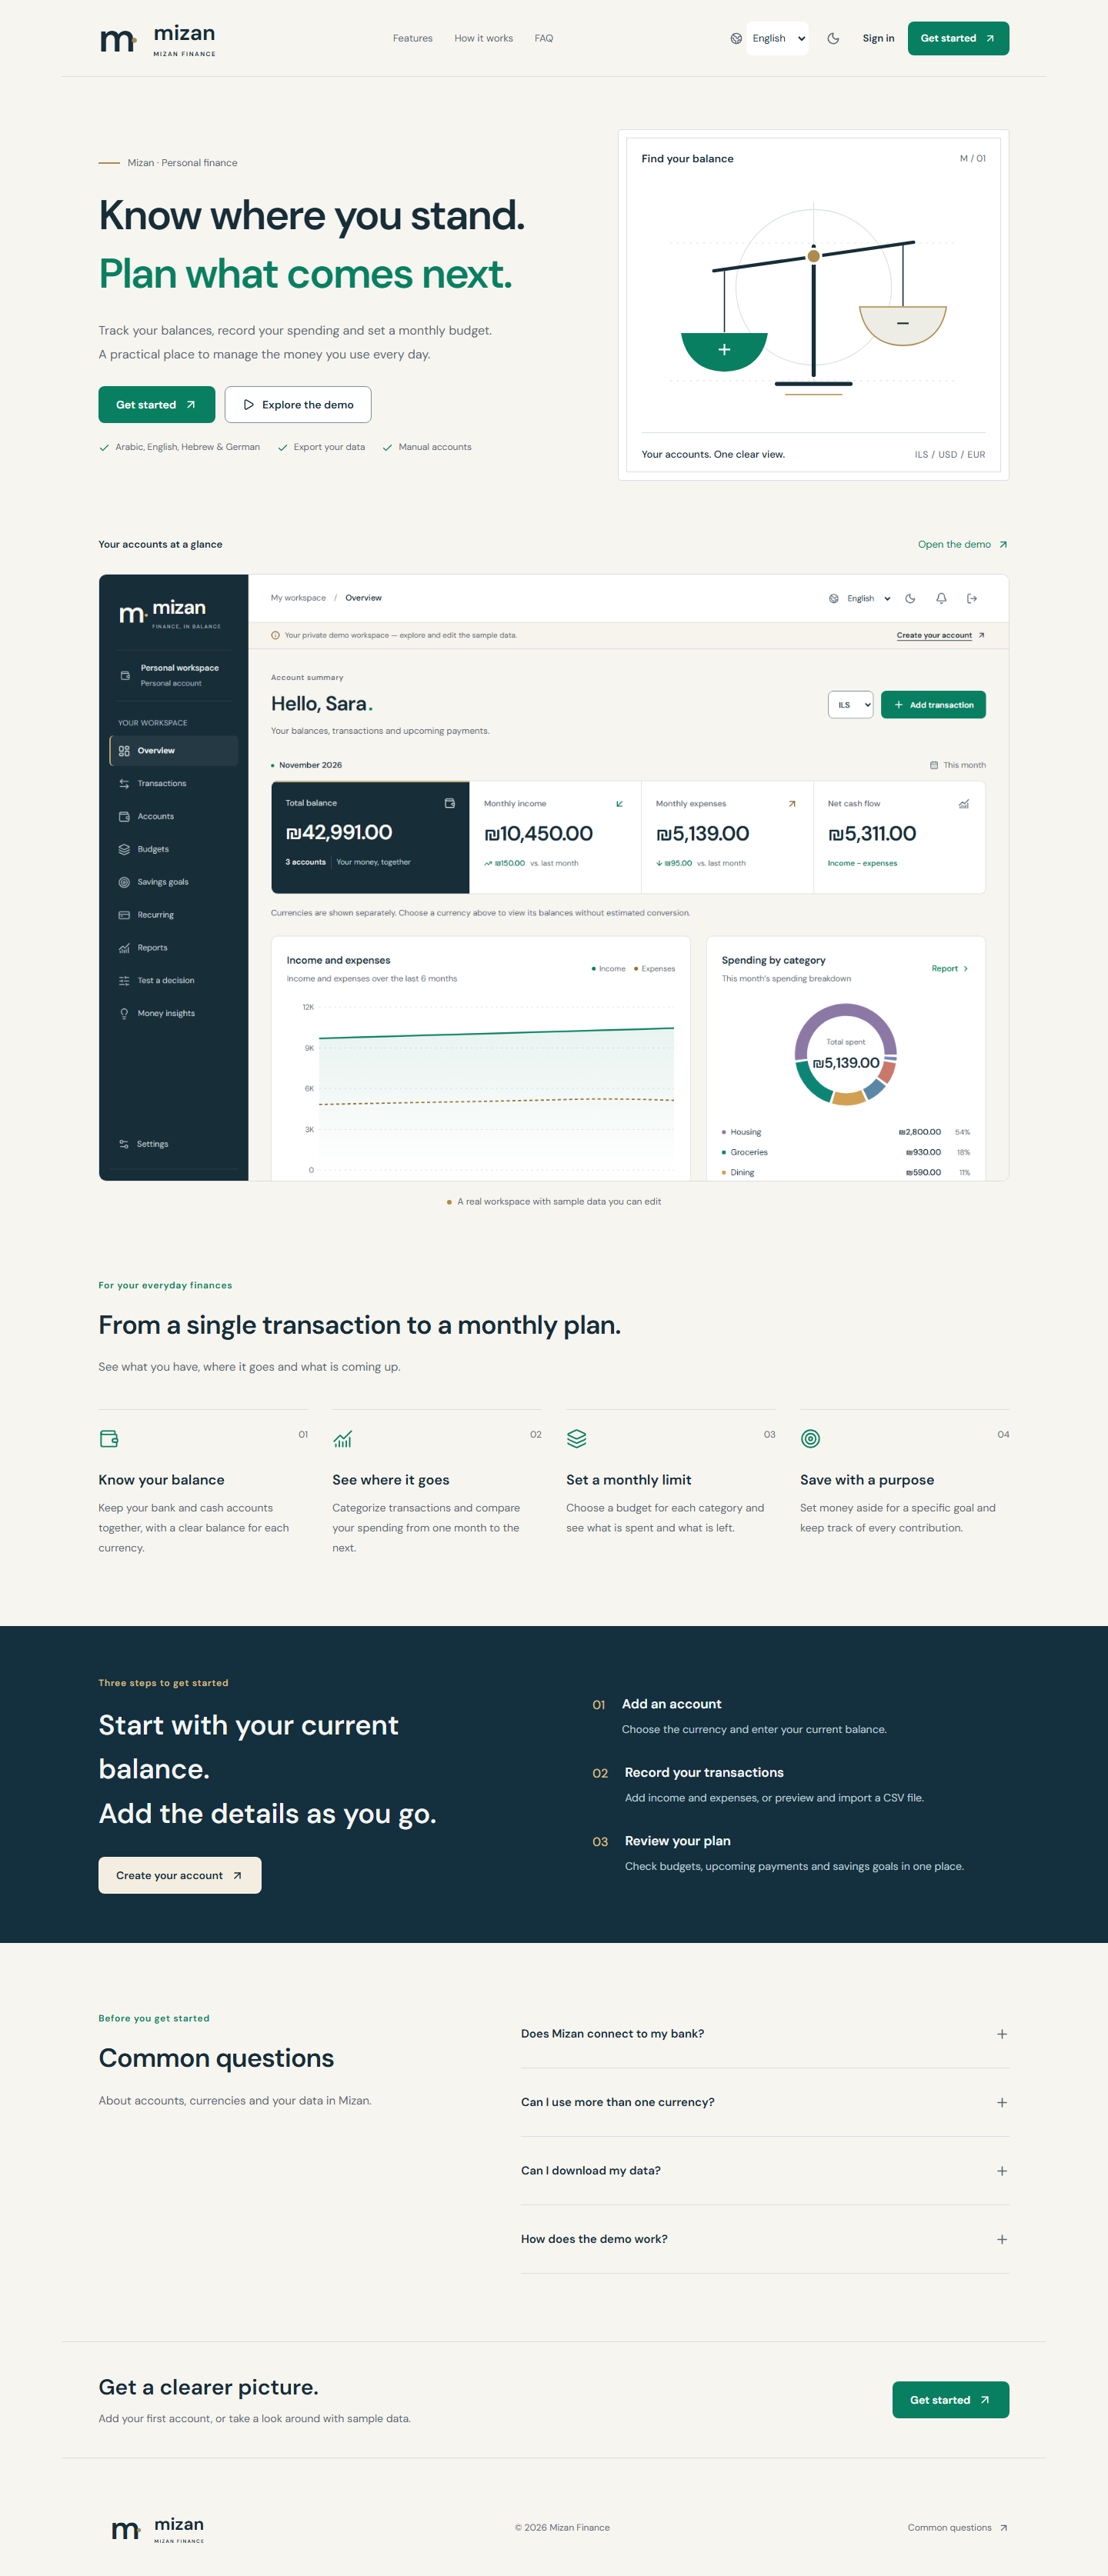 m mizan
MIZAN FINANCE
Features
How it works
FAQ
English
Sign in
Get started
Mizan · Personal finance
Know where you stand.
Plan what comes next.
Track your balances, record your spending and set a monthly budget.
A practical place to manage the money you use every day.
Get started
Explore the demo
Arabic, English, Hebrew & German
Export your data
Manual accounts
Find your balance
M / 01
+
−
Your accounts. One clear view.
ILS / USD / EUR
Your accounts at a glance
Open the demo
m mizan
FINANCE, IN BALANCE
Personal workspace
Personal account
YOUR WORKSPACE
Overview
Transactions
Accounts
Budgets
Savings goals
Recurring
Reports
Test a decision
Money insights
Settings
My workspace / Overview
English
Your private demo workspace — explore and edit the sample data.
Create your account
Account summary
Hello, Sara.
Your balances, transactions and upcoming payments.
ILS
Add transaction
November 2026
This month
Total balance
₪42,991.00
3 accounts
Your money, together
Monthly income
₪10,450.00
₪150.00 vs. last month
Monthly expenses
₪5,139.00
₪95.00 vs. last month
Net cash flow
₪5,311.00
Income − expenses
Currencies are shown separately. Choose a currency above to view its balances without estimated conversion.
Income and expenses
Income and expenses over the last 6 months
Income
Expenses
12K
9K
6K
3K
0
Spending by category
This month's spending breakdown
Report
Total spent
₪5,139.00
Housing ₪2,800.00 54%
Groceries ₪930.00 18%
Dining ₪590.00 11%
A real workspace with sample data you can edit
For your everyday finances
From a single transaction to a monthly plan.
See what you have, where it goes and what is coming up.
01
Know your balance
Keep your bank and cash accounts
together, with a clear balance for each
currency.
02
See where it goes
Categorize transactions and compare
your spending from one month to the
next.
03
Set a monthly limit
Choose a budget for each category and
see what is spent and what is left.
04
Save with a purpose
Set money aside for a specific goal and
keep track of every contribution.
Three steps to get started
Start with your current
balance.
Add the details as you go.
Create your account
01 Add an account
Choose the currency and enter your current balance.
02 Record your transactions
Add income and expenses, or preview and import a CSV file.
03 Review your plan
Check budgets, upcoming payments and savings goals in one place.
Before you get started
Common questions
About accounts, currencies and your data in Mizan.
Does Mizan connect to my bank?
Can I use more than one currency?
Can I download my data?
How does the demo work?
Get a clearer picture.
Add your first account, or take a look around with sample data.
Get started
m mizan
MIZAN FINANCE
© 2026 Mizan Finance
Common questions